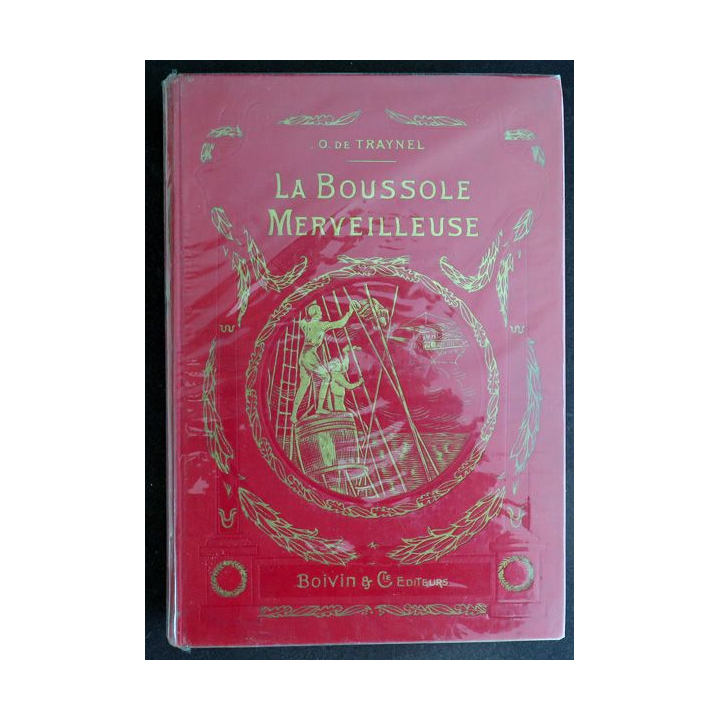 O. DE TRAYNEL
LA BOUSSOLE
MERVEILLEUSE
Boivin & Cie EDITEURS